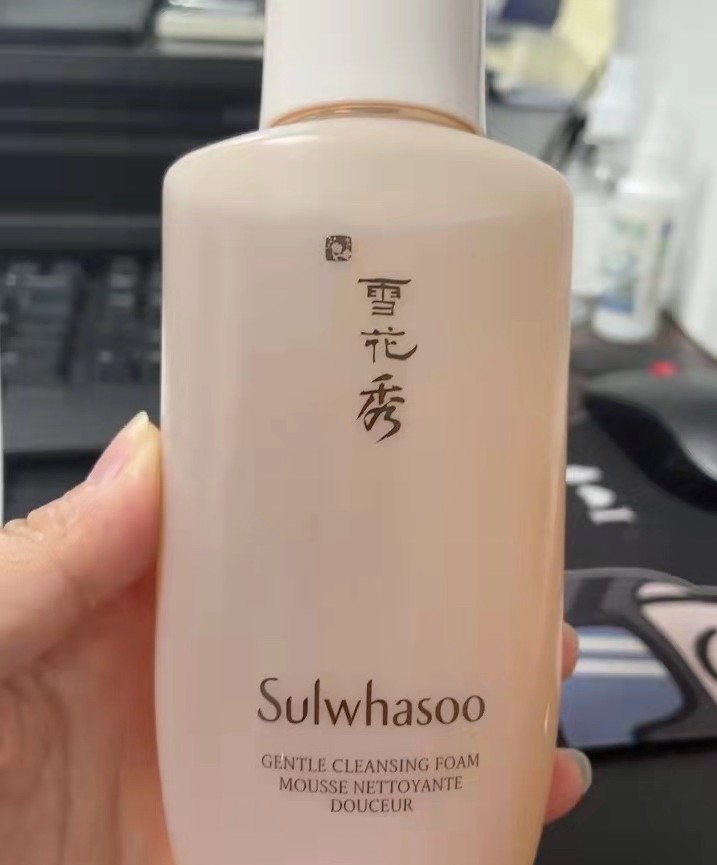 雪花秀
Sulwhasoo
GENTLE CLEANSING FOAM
MOUSSE NETTOYANTE
DOUCEUR